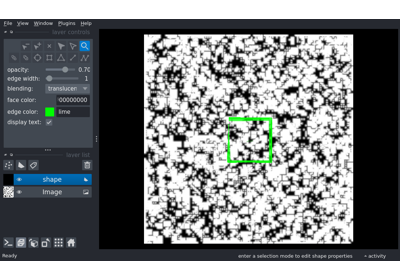 File View Window Plugins Help
layer controls
opacity: 0.70
edge width: 1
blending: translucen
face color: 00000000
edge color: lime
display text:
layer list
shape
Image
Ready
enter a selection mode to edit shape properties
activity